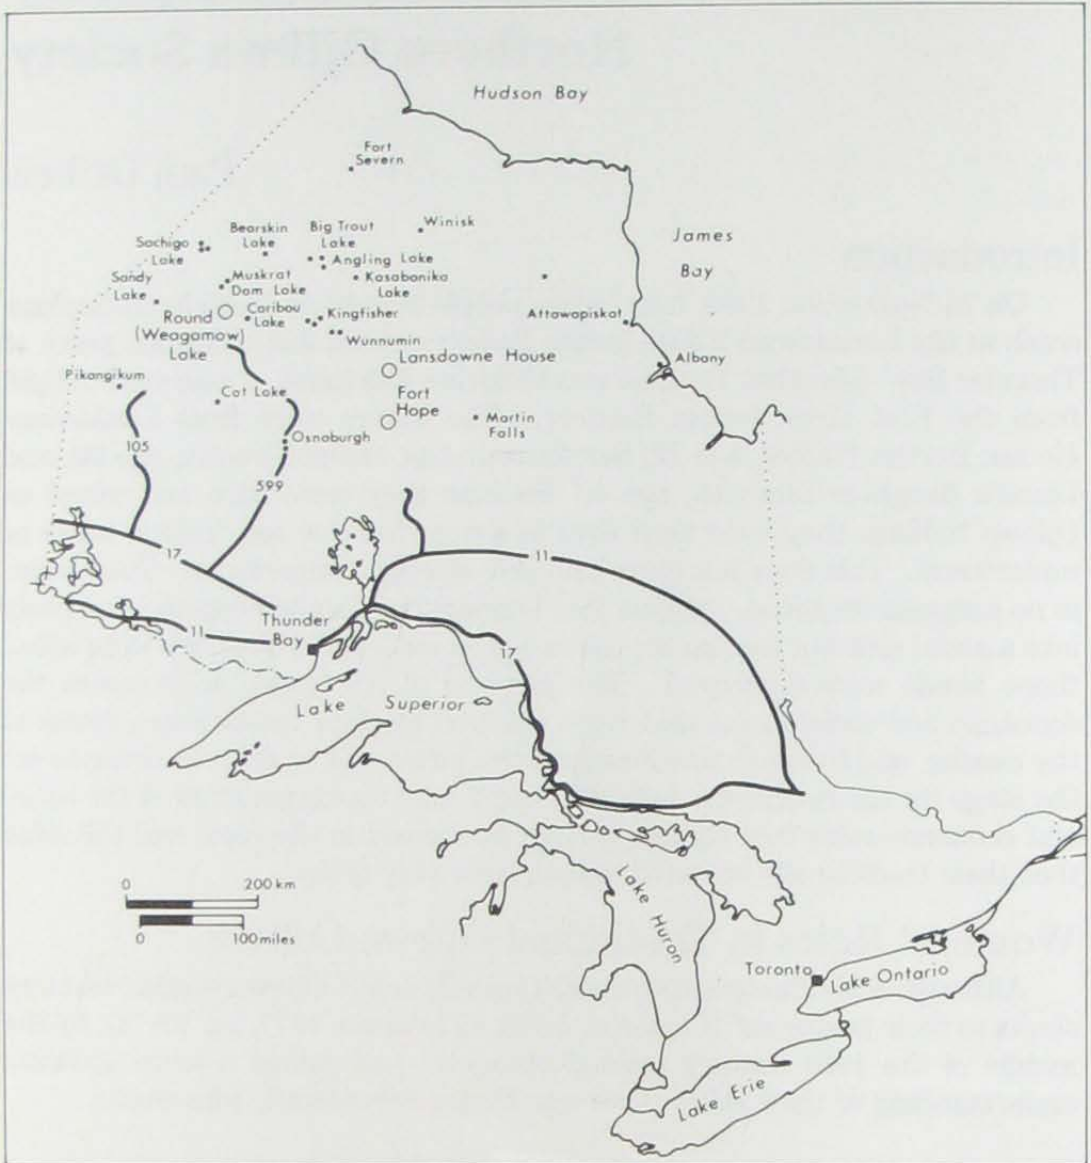 Hudson Bay
Fort
Severn
Bearskin
Lake
Big Trout
Lake
Winisk
Sachigo
Lake
Angling Lake
James
Bay
Sandy
Lake
Muskrat
Dam Lake
Kasabonika
Lake
Round
(Weagamow)
Lake
Caribou
Lake
Kingfisher
Attawapiskat
Wunnumin
Lansdowne House
Albany
Pikangikum
Cat Lake
Fort
Hope
Martin
Falls
Osnaburgh
105
599
17
11
11
Thunder
Bay
17
Lake Superior
0 200 km
0 100 miles
Lake Huron
Toronto
Lake Ontario
Lake Erie